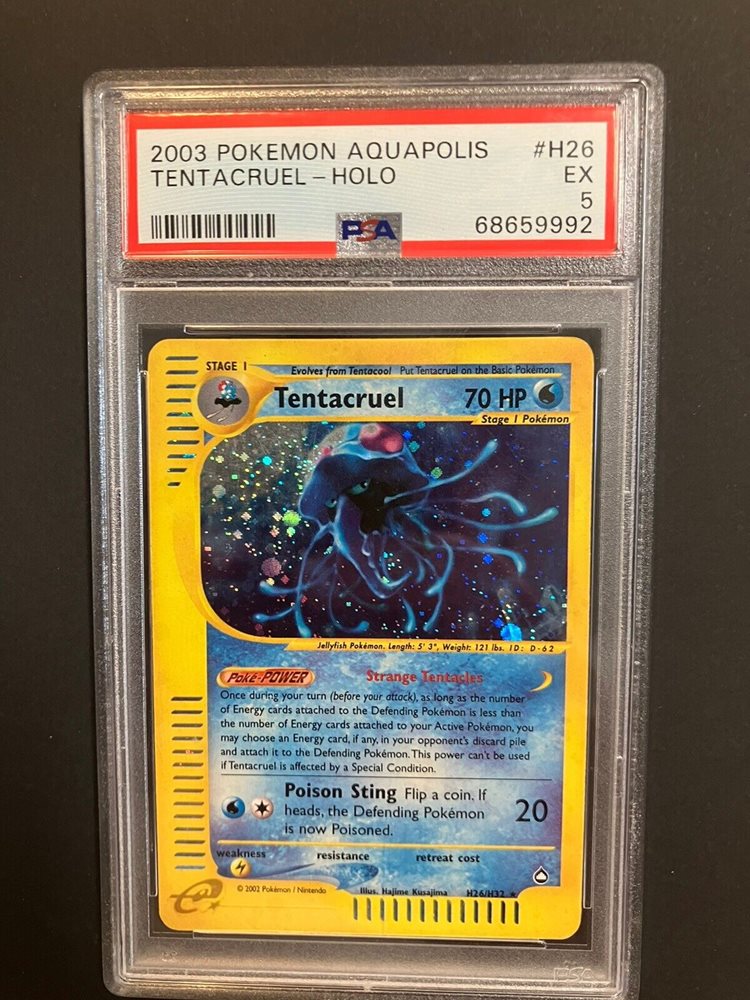 2003 POKEMON AQUAPOLIS #H26
TENTACRUEL - HOLO EX
5
PSA 68659992
STAGE 1
Evolves from Tentacool Put Tentacruel on the Basic Pokémon
Tentacruel 70 HP
Stage 1 Pokémon
Jellyfish Pokémon. Length: 5' 3", Weight: 121 lbs. ID: D-62
Poké-POWER Strange Tentacles
Once during your turn (before your attack), as long as the number
of Energy cards attached to the Defending Pokémon is less than
the number of Energy cards attached to your Active Pokémon, you
may choose an Energy card, if any, in your opponent's discard pile
and attach it to the Defending Pokémon. This power can't be used
if Tentacruel is affected by a Special Condition.
Poison Sting Flip a coin. If
heads, the Defending Pokémon 20
is now Poisoned.
weakness resistance retreat cost
e
© 2002 Pokémon / Nintendo Illus. Hajime Kusajima H26/H32 ★